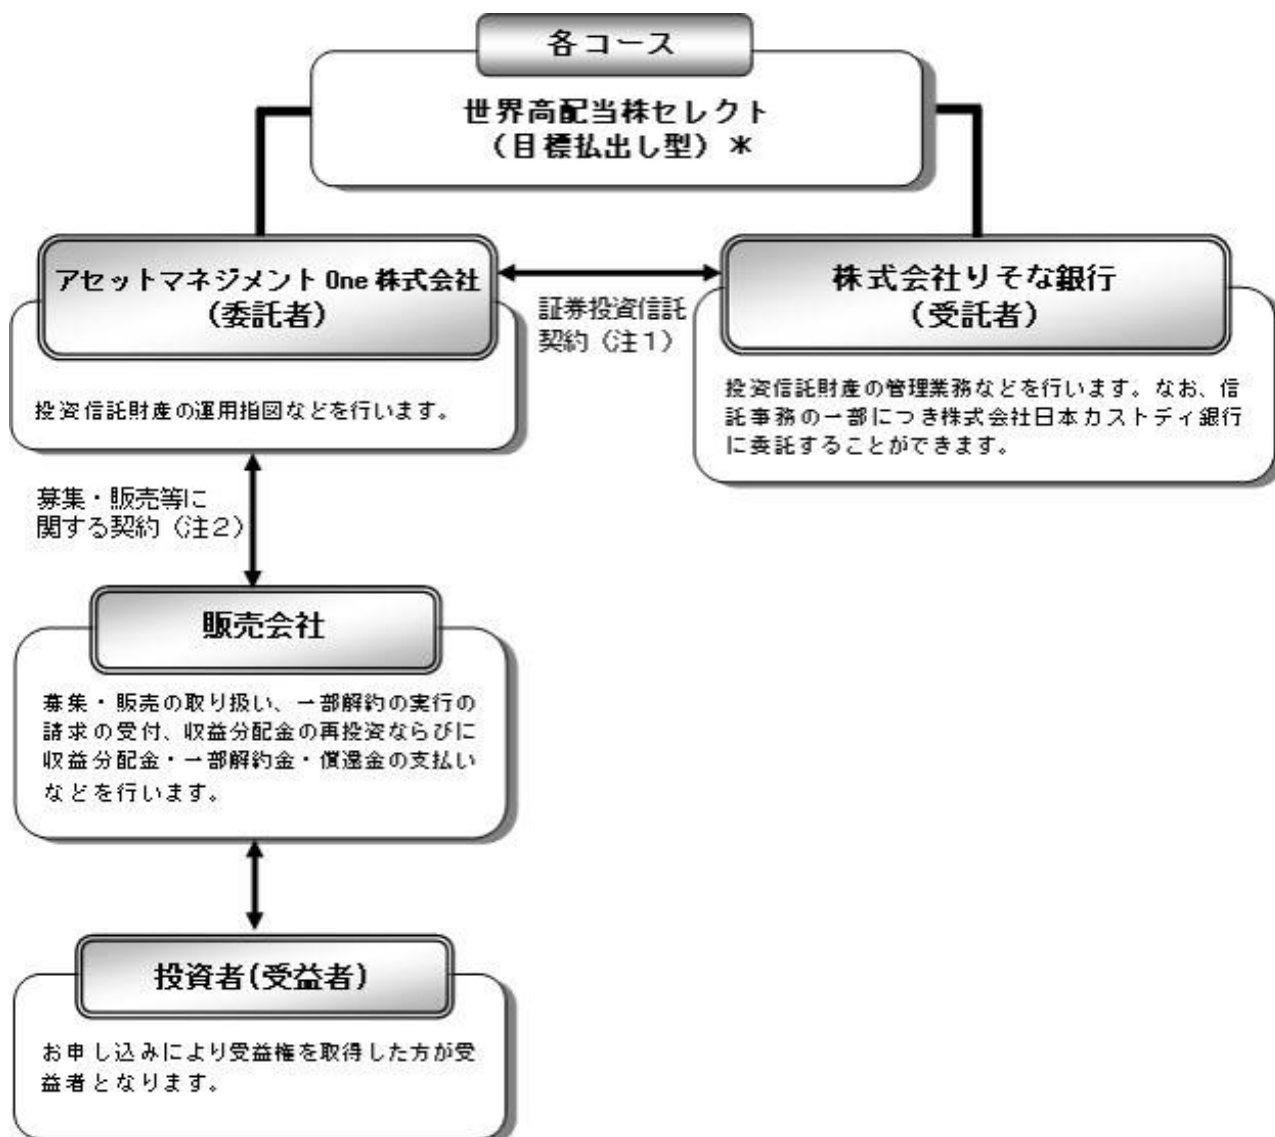 各コース
世界高配当株セレクト
（目標払出し型）＊
アセットマネジメント One 株式会社
（委託者）
投資信託財産の運用指図などを行います。
証券投資信託
契約（注１）
株式会社りそな銀行
（受託者）
投資信託財産の管理業務などを行います。なお、信
託事務の一部につき株式会社日本カストディ銀行
に委託することができます。
募集・販売等に
関する契約（注２）
販売会社
募集・販売の取り扱い、一部解約の実行の
請求の受付、収益分配金の再投資ならびに
収益分配金・一部解約金・償還金の支払い
などを行います。
投資者(受益者)
お申し込みにより受益権を取得した方が受
益者となります。